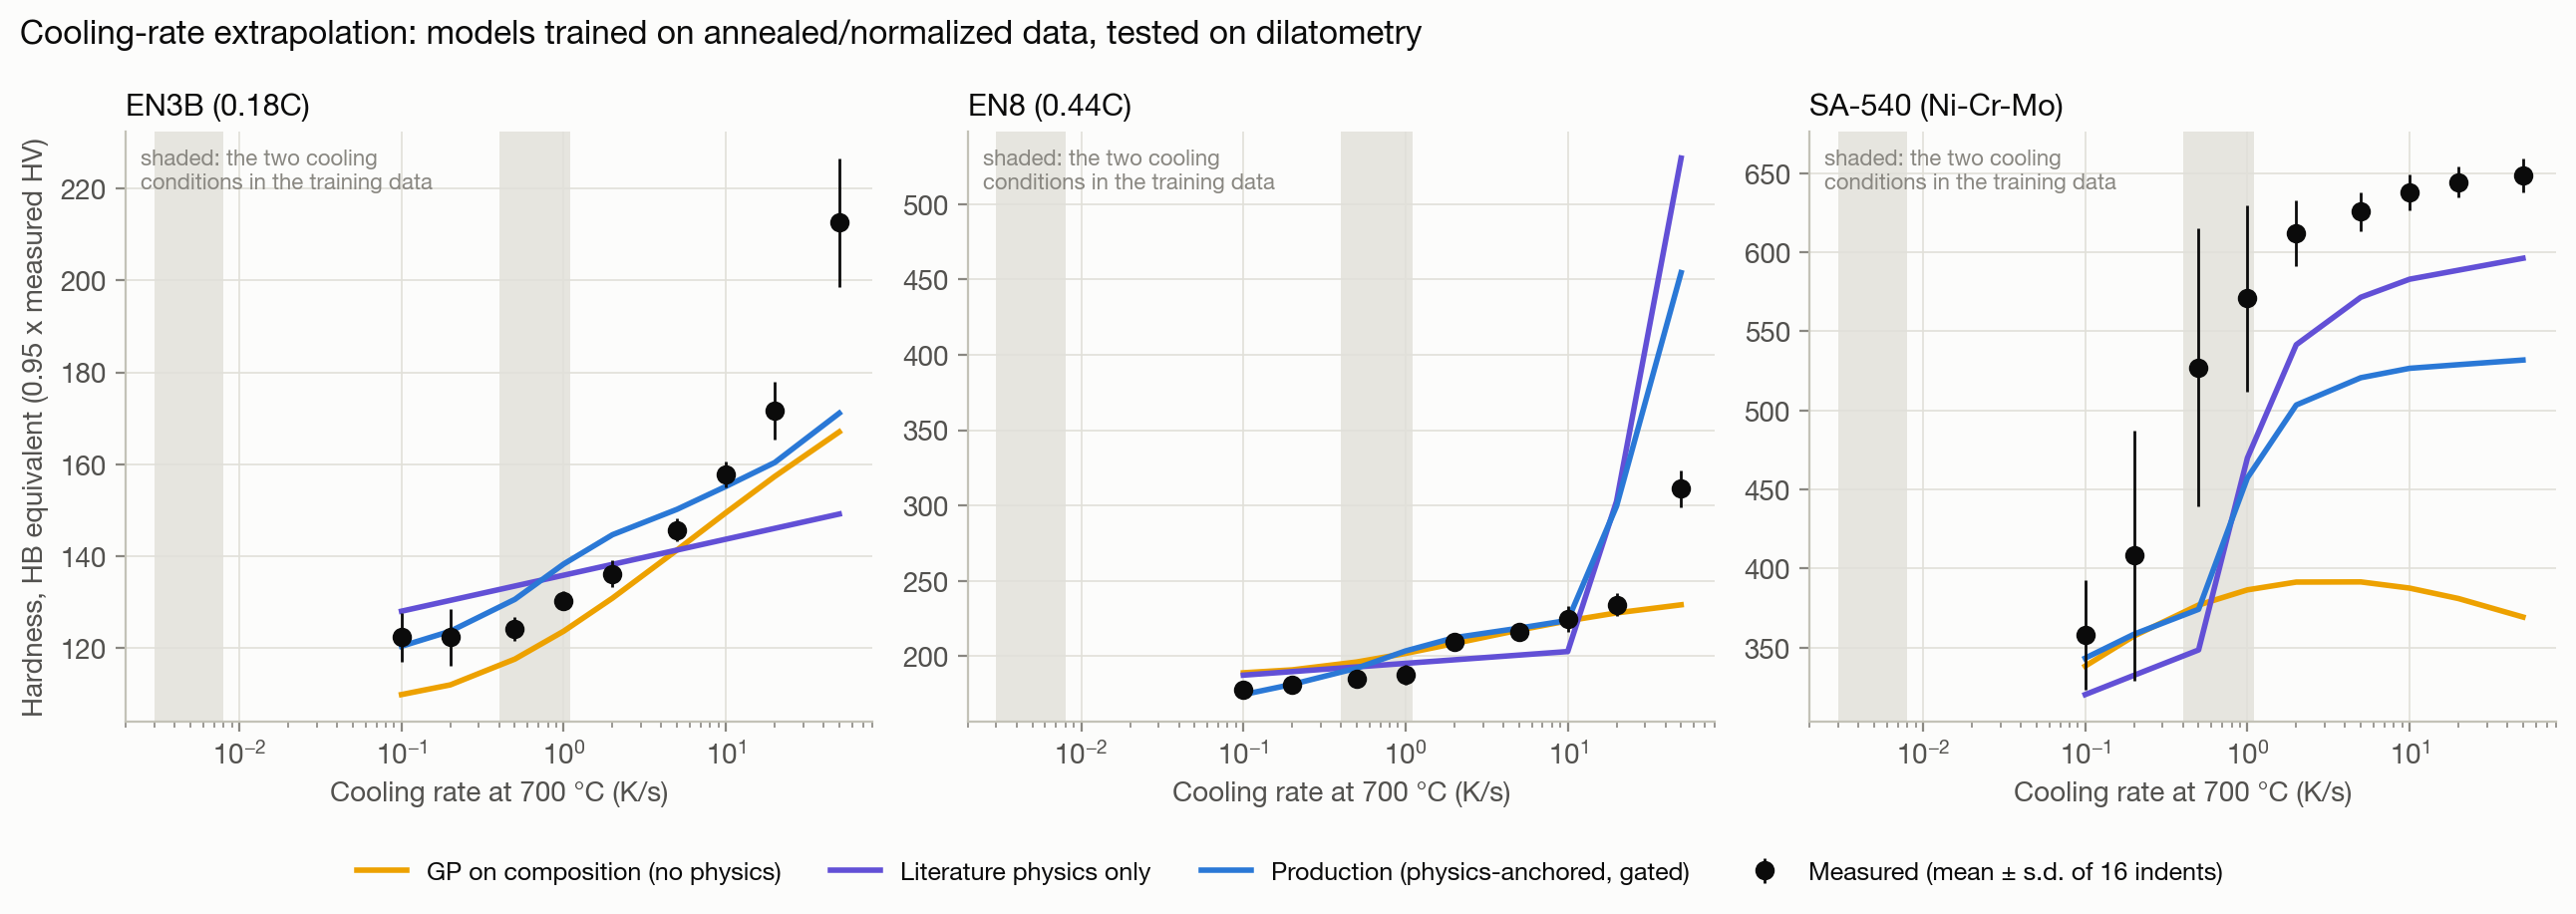 Cooling-rate extrapolation: models trained on annealed/normalized data, tested on dilatometry
EN3B (0.18C)
shaded: the two cooling
conditions in the training data
Hardness, HB equivalent (0.95 x measured HV)
220
200
180
160
140
120
10⁻²
10⁻¹
10⁰
10¹
Cooling rate at 700 °C (K/s)
EN8 (0.44C)
shaded: the two cooling
conditions in the training data
500
450
400
350
300
250
200
10⁻²
10⁻¹
10⁰
10¹
Cooling rate at 700 °C (K/s)
SA-540 (Ni-Cr-Mo)
shaded: the two cooling
conditions in the training data
650
600
550
500
450
400
350
10⁻²
10⁻¹
10⁰
10¹
Cooling rate at 700 °C (K/s)
GP on composition (no physics)
Literature physics only
Production (physics-anchored, gated)
Measured (mean ± s.d. of 16 indents)